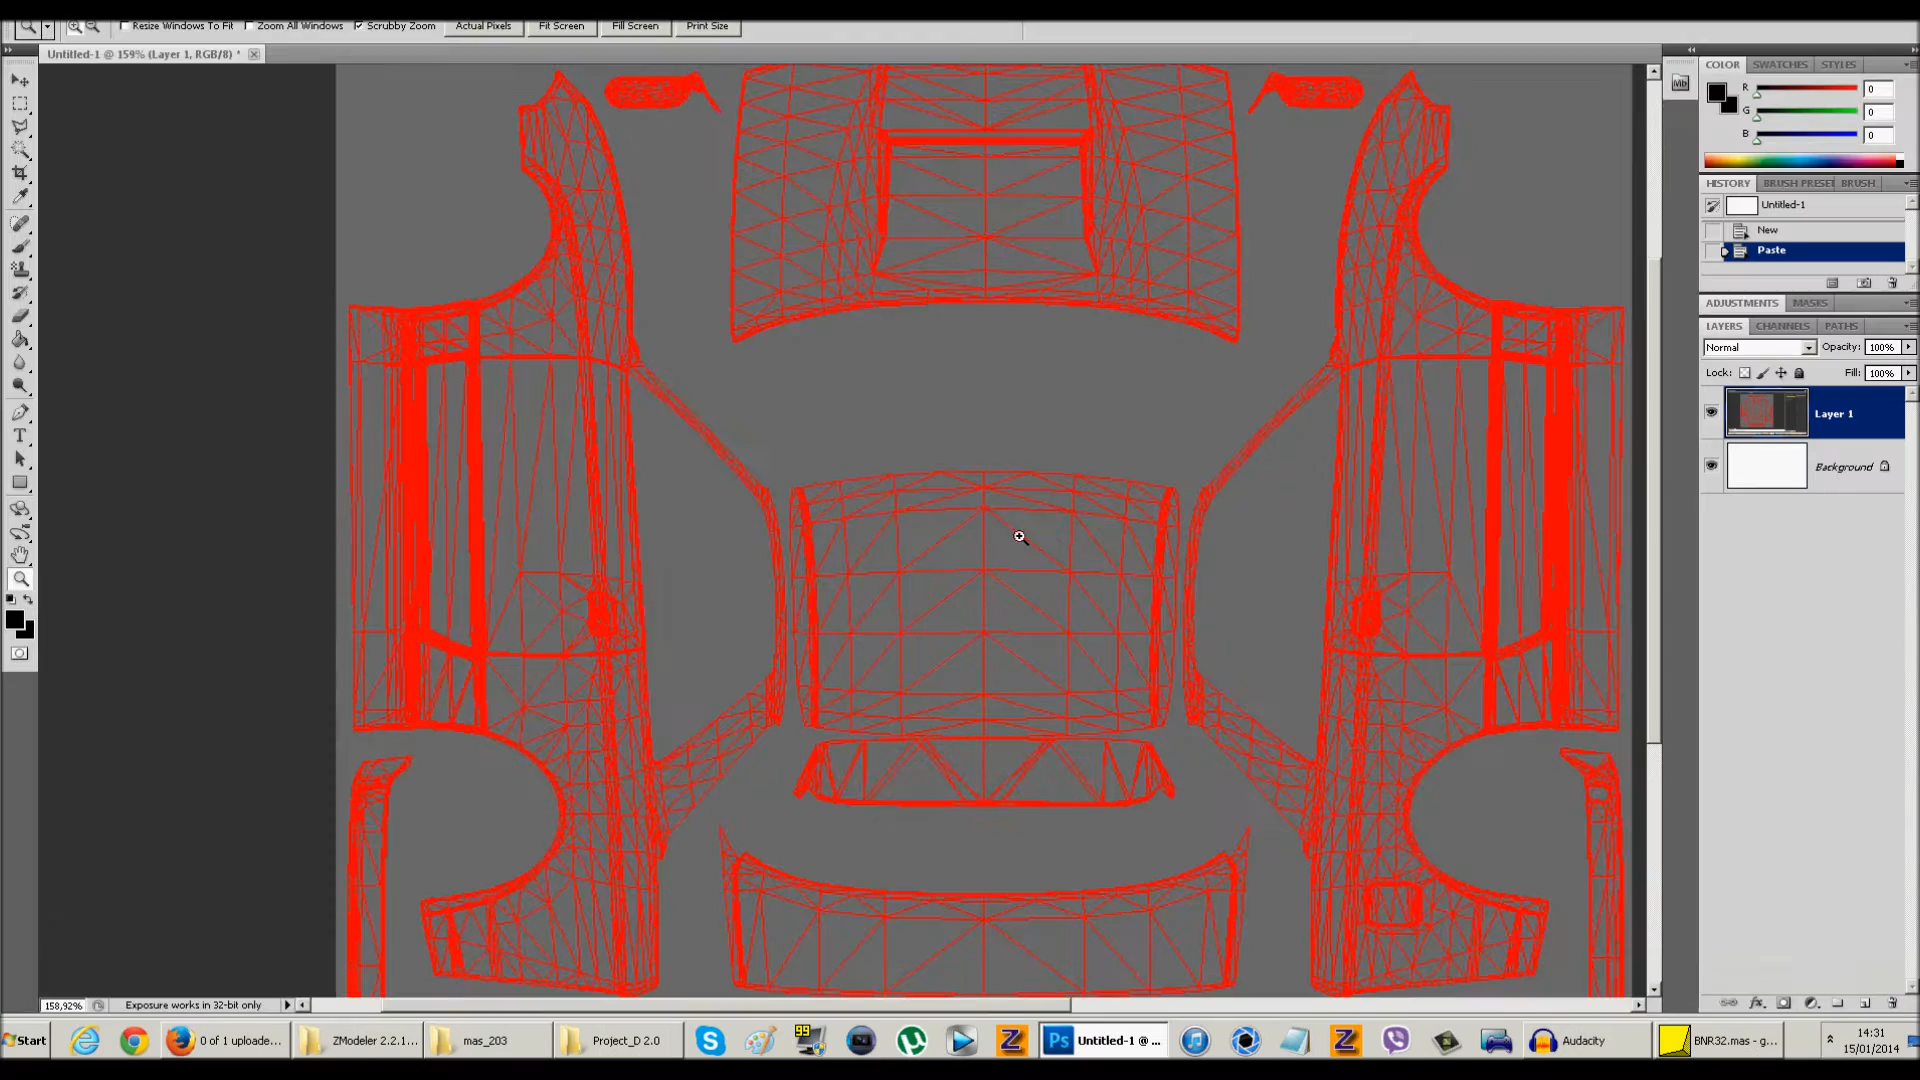 Resize Windows To Fit Zoom All Windows Scrubby Zoom Actual Pixels Fit Screen Fill Screen Print Size
Untitled-1 @ 159% (Layer 1, RGB/8) *
COLOR SWATCHES STYLES
R 0
G 0
B 0
Mb
HISTORY BRUSH PRESET BRUSH
Untitled-1
New
Paste
ADJUSTMENTS MASKS
LAYERS CHANNELS PATHS
Normal Opacity: 100%
Lock: Fill: 100%
Layer 1
Background
158,92% Exposure works in 32-bit only
Start 0 of 1 uploade... ZModeler 2.2.1... mas_203 Project_D 2.0 99 Ps Untitled-1 @ ... Audacity BNR32.mas - g...
14:31
15/01/2014